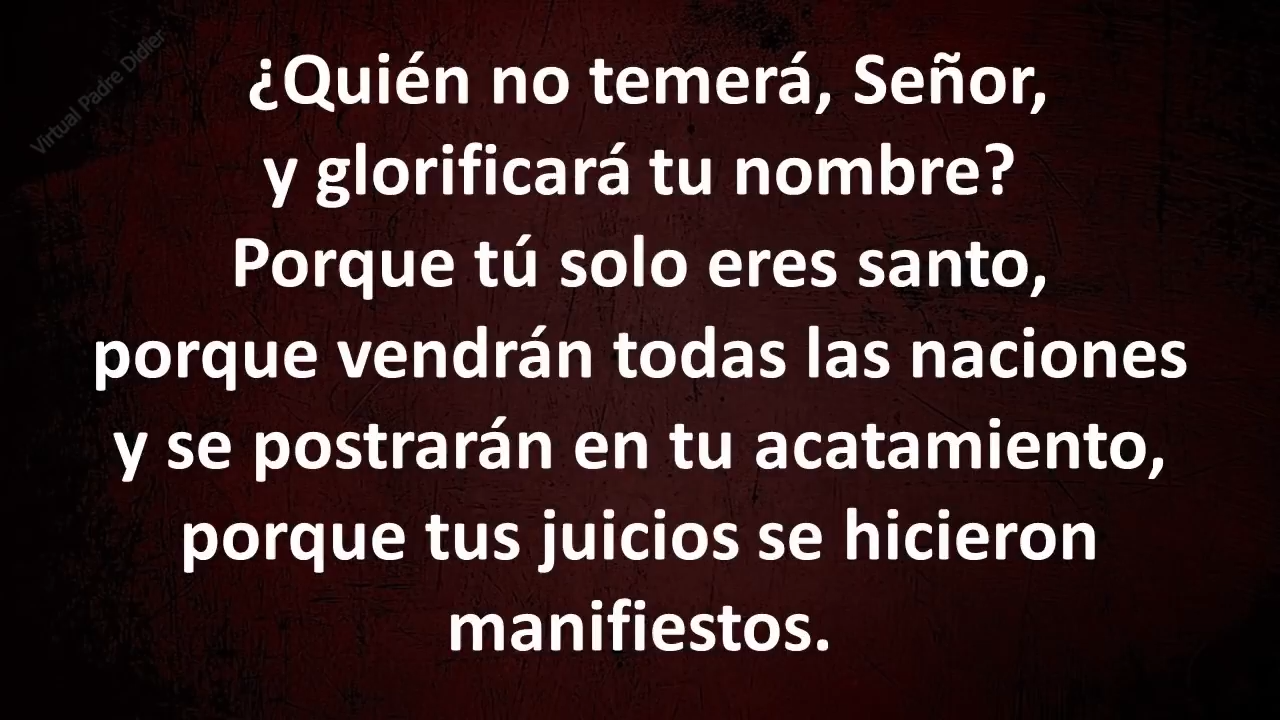 Virtual Padre Didier
¿Quién no temerá, Señor,
y glorificará tu nombre?
Porque tú solo eres santo,
porque vendrán todas las naciones
y se postrarán en tu acatamiento,
porque tus juicios se hicieron
manifiestos.